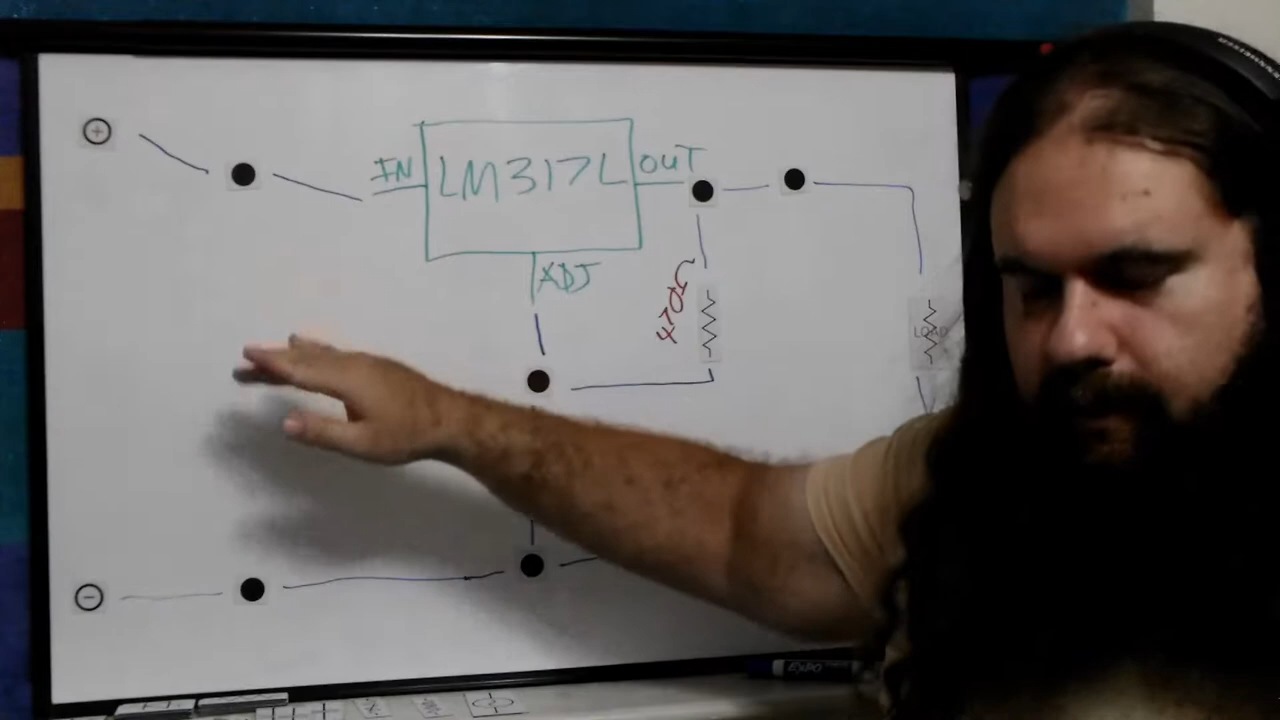 IN
LM317L
OUT
ADJ
470Ω
LOAD
EXPO